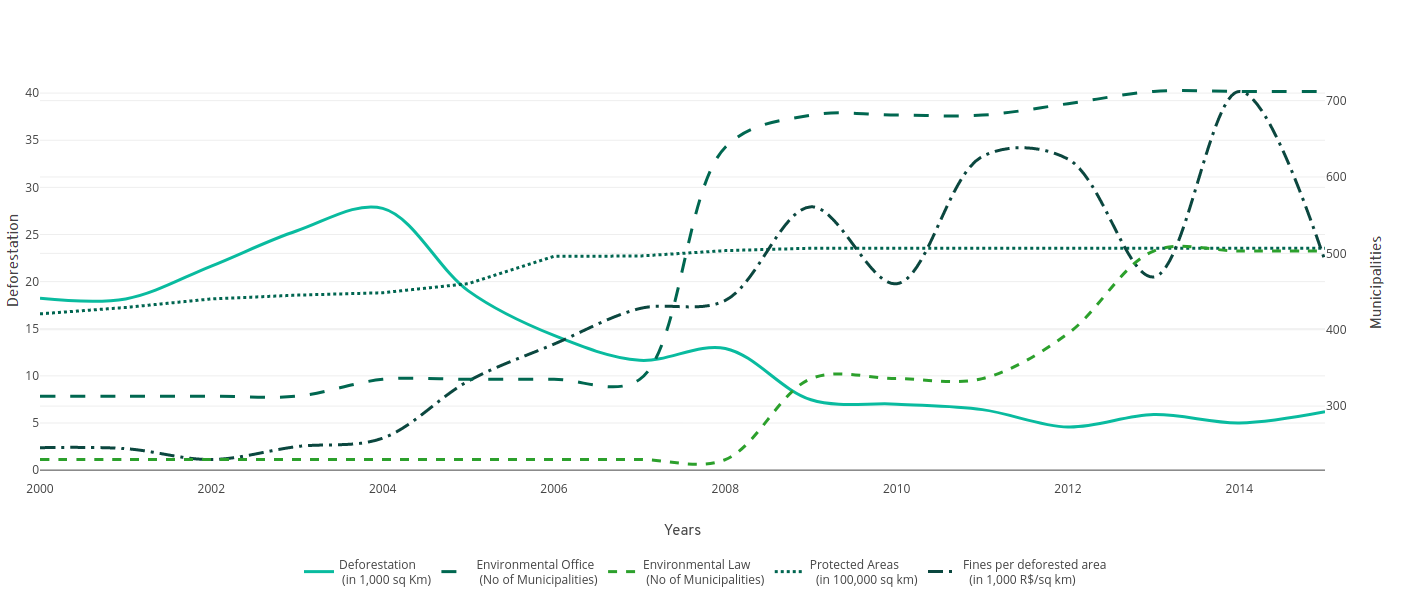 40
35
30
25
20
15
10
5
0
Deforestation
700
600
500
400
300
Municipalities
2000
2002
2004
2006
2008
2010
2012
2014
Years
Deforestation
(in 1,000 sq Km)
Environmental Office
(No of Municipalities)
Environmental Law
(No of Municipalities)
Protected Areas
(in 100,000 sq km)
Fines per deforested area
(in 1,000 R$/sq km)